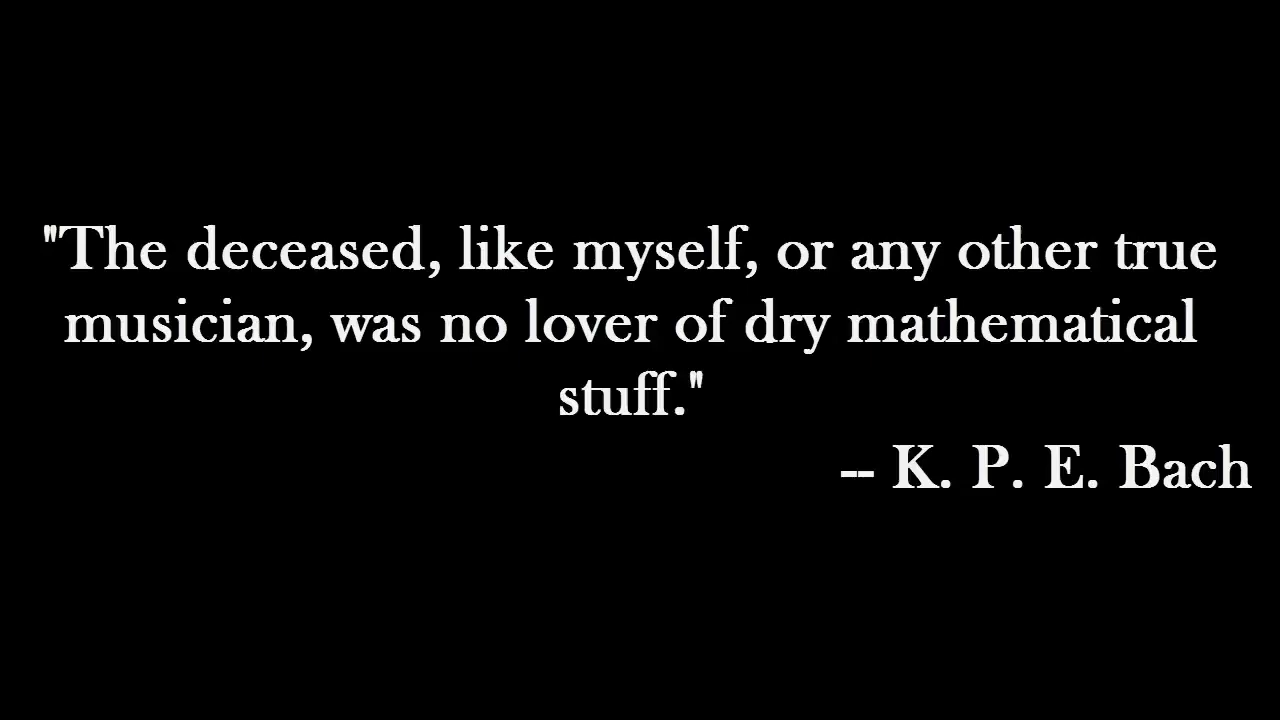 "The deceased, like myself, or any other true
musician, was no lover of dry mathematical
stuff."
-- K. P. E. Bach